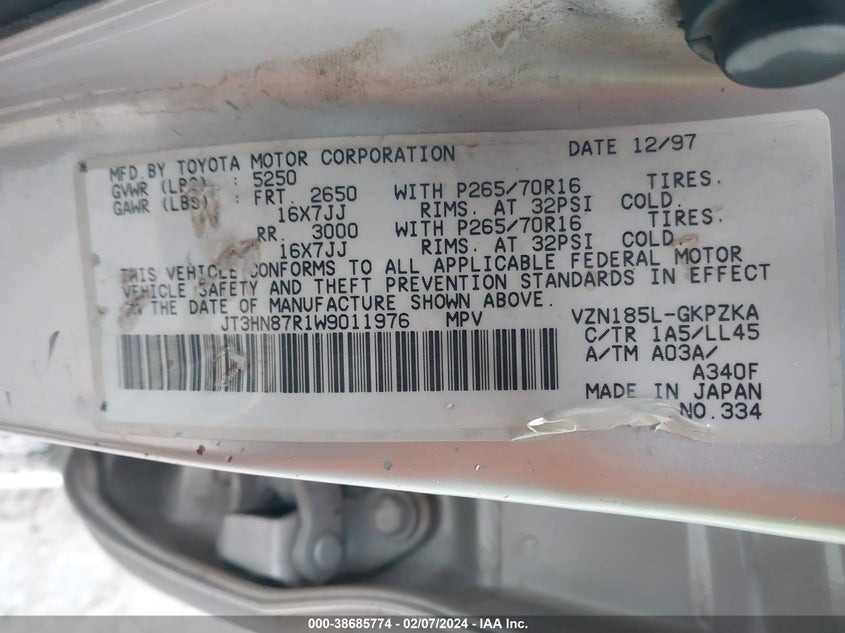 MFD.BY TOYOTA MOTOR CORPORATION DATE 12/97
GVWR (LBS) : 5250
GAWR (LBS) : FRT. 2650 WITH P265/70R16 TIRES.
16X7JJ RIMS. AT 32PSI COLD.
RR. 3000 WITH P265/70R16 TIRES.
16X7JJ RIMS. AT 32PSI COLD
THIS VEHICLE CONFORMS TO ALL APPLICABLE FEDERAL MOTOR
VEHICLE SAFETY AND THEFT PREVENTION STANDARDS IN EFFECT
ON THE DATE OF MANUFACTURE SHOWN ABOVE.
JT3HN87R1W9011976 MPV VZN185L-GKPZKA
C/TR 1A5/LL45
A/TM A03A/
A340F
MADE IN JAPAN
NO.334
000-38685774 - 02/07/2024 - IAA Inc.